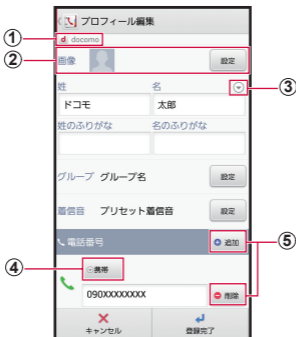 プロフィール編集
① d docomo
② 画像 設定
姓 名 ③
ドコモ 太郎
姓のふりがな 名のふりがな
グループ グループ名 設定
着信音 プリセット着信音 設定
電話番号 追加 ⑤
④ 携帯
090XXXXXXXX 削除
キャンセル 登録完了